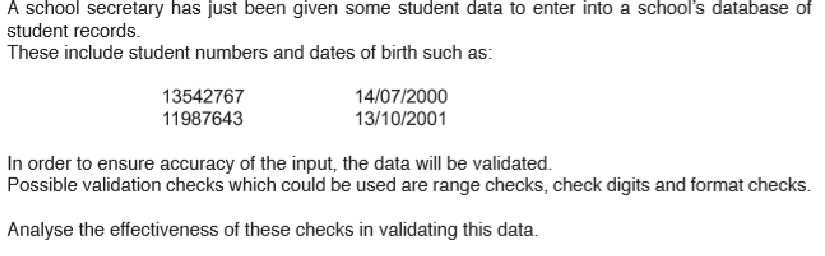 A school secretary has just been given some student data to enter into a school's database of
student records.
These include student numbers and dates of birth such as:
13542767 14/07/2000
11987643 13/10/2001
In order to ensure accuracy of the input, the data will be validated.
Possible validation checks which could be used are range checks, check digits and format checks.
Analyse the effectiveness of these checks in validating this data.